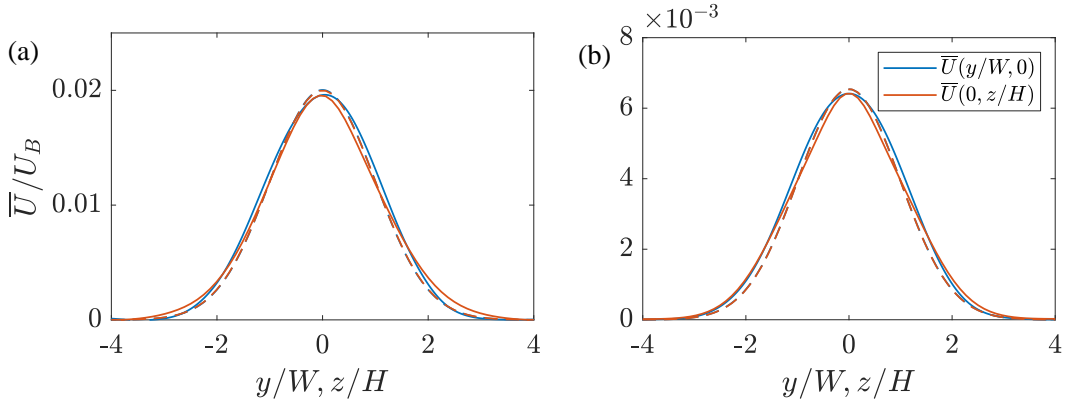 (a)
U̅/U_B
0.02
0.01
0
-4 -2 0 2 4
y/W, z/H
(b)
×10⁻³
8
6
4
2
0
-4 -2 0 2 4
y/W, z/H
U̅(y/W, 0)
U̅(0, z/H)